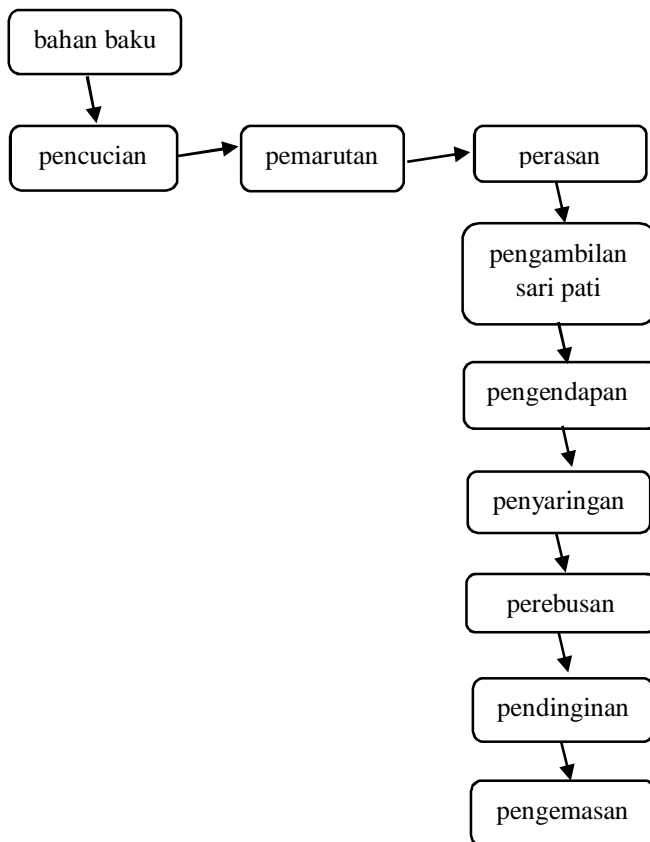 bahan baku
pencucian
pemarutan
perasan
pengambilan
sari pati
pengendapan
penyaringan
perebusan
pendinginan
pengemasan